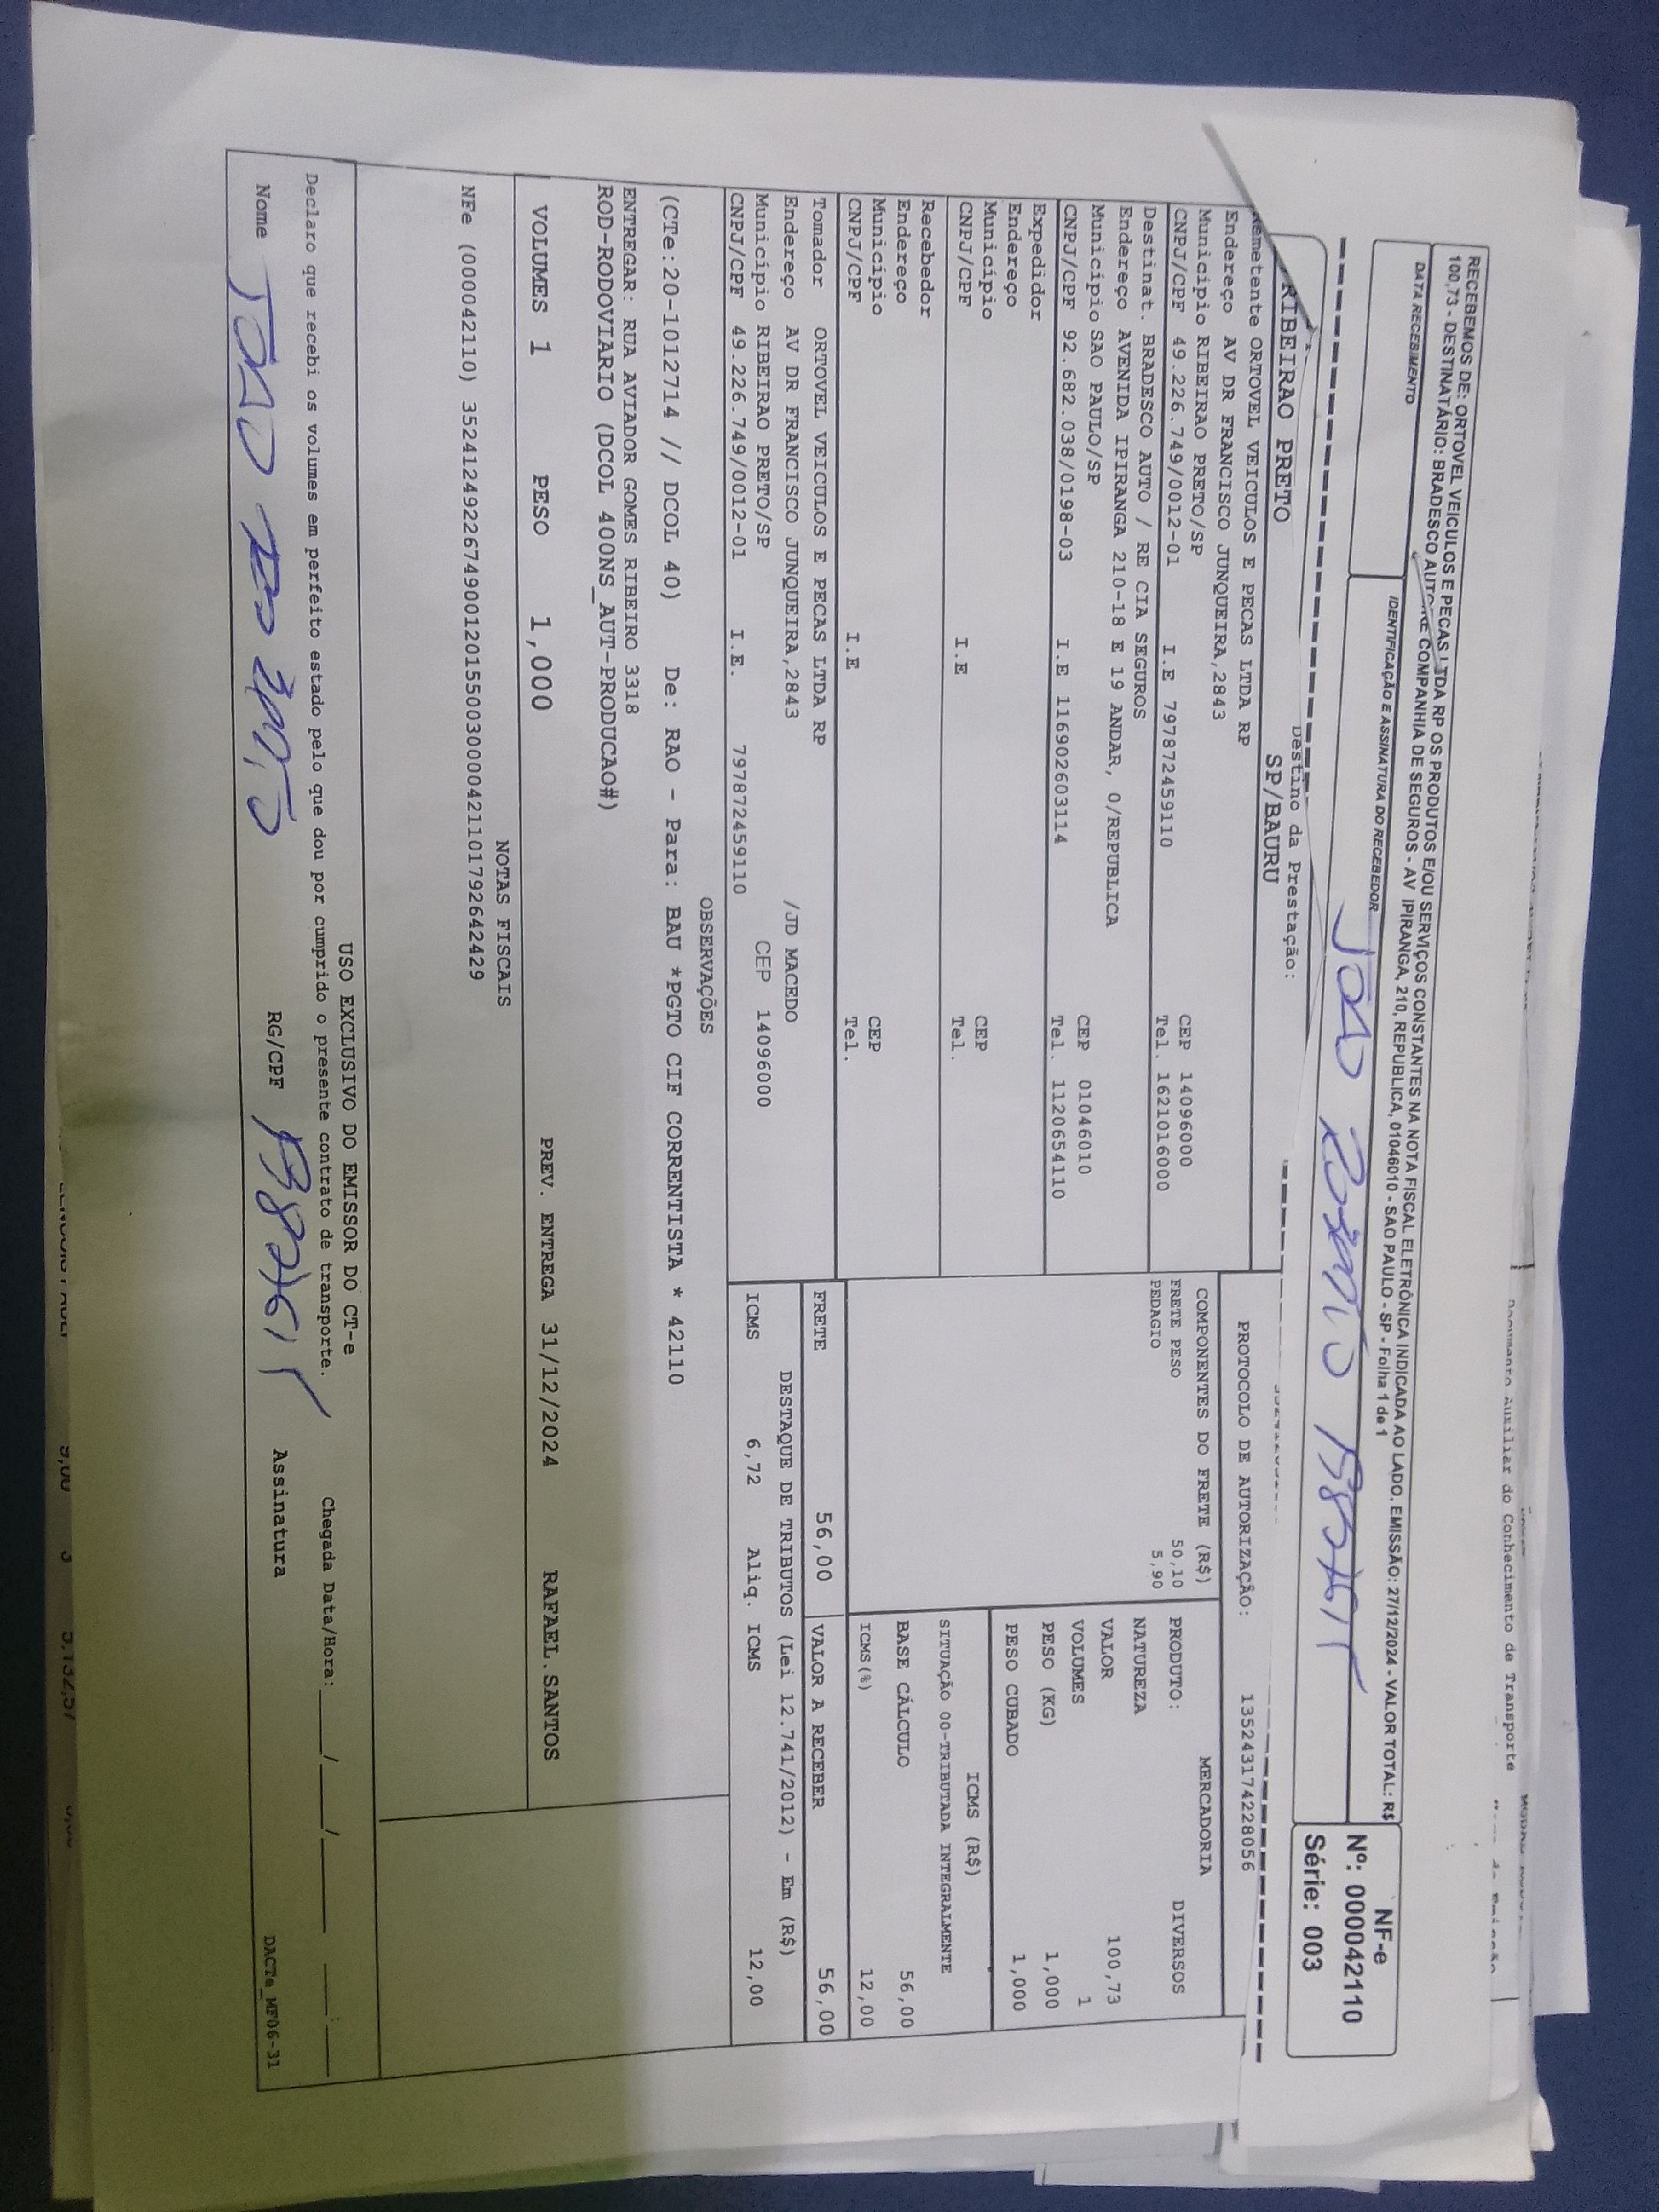 Documento Auxiliar do Conhecimento de Transporte
RECEBEMOS DE: ORTOVEL VEICULOS E PECAS LTDA RP OS PRODUTOS E/OU SERVIÇOS CONSTANTES NA NOTA FISCAL ELETRÔNICA INDICADA AO LADO. EMISSÃO: 27/12/2024 - VALOR TOTAL.: R$
100,73 - DESTINATÁRIO: BRADESCO AUTO RE COMPANHIA DE SEGUROS - AV IPIRANGA, 210, REPUBLICA, 01046010 - SAO PAULO - SP - Folha 1 de 1
DATA RECEBIMENTO
IDENTIFICAÇÃO E ASSINATURA DO RECEBEDOR
JOÃO
NF-e
Nº: 000042110
Série: 003
RIBEIRAO PRETO
Destino da Prestação:
SP/BAURU
PROTOCOLO DE AUTORIZAÇÃO: 135243174228056
Remetente ORTOVEL VEICULOS E PECAS LTDA RP
Endereço AV DR FRANCISCO JUNQUEIRA,2843
Município RIBEIRAO PRETO/SP CEP 14096000
CNPJ/CPF 49.226.749/0012-01 I.E 797872459110 Tel. 1621016000
Destinat. BRADESCO AUTO / RE CIA SEGUROS
Endereço AVENIDA IPIRANGA 210-18 E 19 ANDAR, 0/REPUBLICA
Município SAO PAULO/SP CEP 01046010
CNPJ/CPF 92.682.038/0198-03 I.E 116902603114 Tel. 1120654110
Expedidor
Endereço
Município CEP
CNPJ/CPF I.E Tel.
Recebedor
Endereço
Município CEP
CNPJ/CPF I.E Tel.
Tomador ORTOVEL VEICULOS E PECAS LTDA RP
Endereço AV DR FRANCISCO JUNQUEIRA,2843 /JD MACEDO
Município RIBEIRAO PRETO/SP CEP 14096000
CNPJ/CPF 49.226.749/0012-01 I.E. 797872459110
COMPONENTES DO FRETE (R$)
FRETE PESO 50,10
PEDAGIO 5,90
MERCADORIA
PRODUTO: DIVERSOS
NATUREZA
VALOR 100,73
VOLUMES 1
PESO (KG) 1,000
PESO CUBADO 1,000
ICMS (R$)
SITUAÇÃO 00-TRIBUTADA INTEGRALMENTE
BASE CÁLCULO 56,00
ICMS(%) 12,00
FRETE 56,00 VALOR A RECEBER 56,00
DESTAQUE DE TRIBUTOS (Lei 12.741/2012) - Em (R$)
ICMS 6,72 Aliq. ICMS 12,00
OBSERVAÇÕES
(CTe:20-1012714 // DCOL 40) De: RAO - Para: BAU *PGTO CIF CORRENTISTA * 42110
ENTREGAR: RUA AVIADOR GOMES RIBEIRO 3318
ROD-RODOVIARIO (DCOL 400NS_AUT-PRODUCAO#)
VOLUMES 1 PESO 1,000 PREV. ENTREGA 31/12/2024 RAFAEL.SANTOS
NOTAS FISCAIS
NFe (000042110) 35241249226749001201550030000421101792642429
USO EXCLUSIVO DO EMISSOR DO CT-e
Declaro que recebi os volumes em perfeito estado pelo que dou por cumprido o presente contrato de transporte. Chegada Data/Hora: ___/___/_____ ___:___
Nome JOÃO RG/CPF Assinatura
DACTe_MF06-31